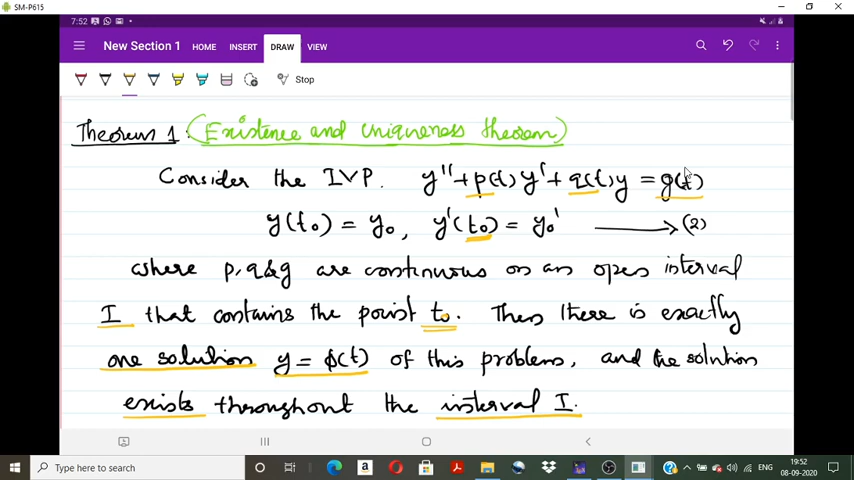 SM-P615
7:52
New Section 1 HOME INSERT DRAW VIEW
Stop
Theorem 1: (Existence and uniqueness theorem)
Consider the IVP. y'' + p(t) y' + q(t) y = g(t)
y(t₀) = y₀, y'(t₀) = y₀' → (2)
where p, q & g are continuous on an open interval
I that contains the point t₀. Then there is exactly
one solution y = ϕ(t) of this problem, and the solution
exists throughout the interval I.
Type here to search
ENG
19:52
08-09-2020